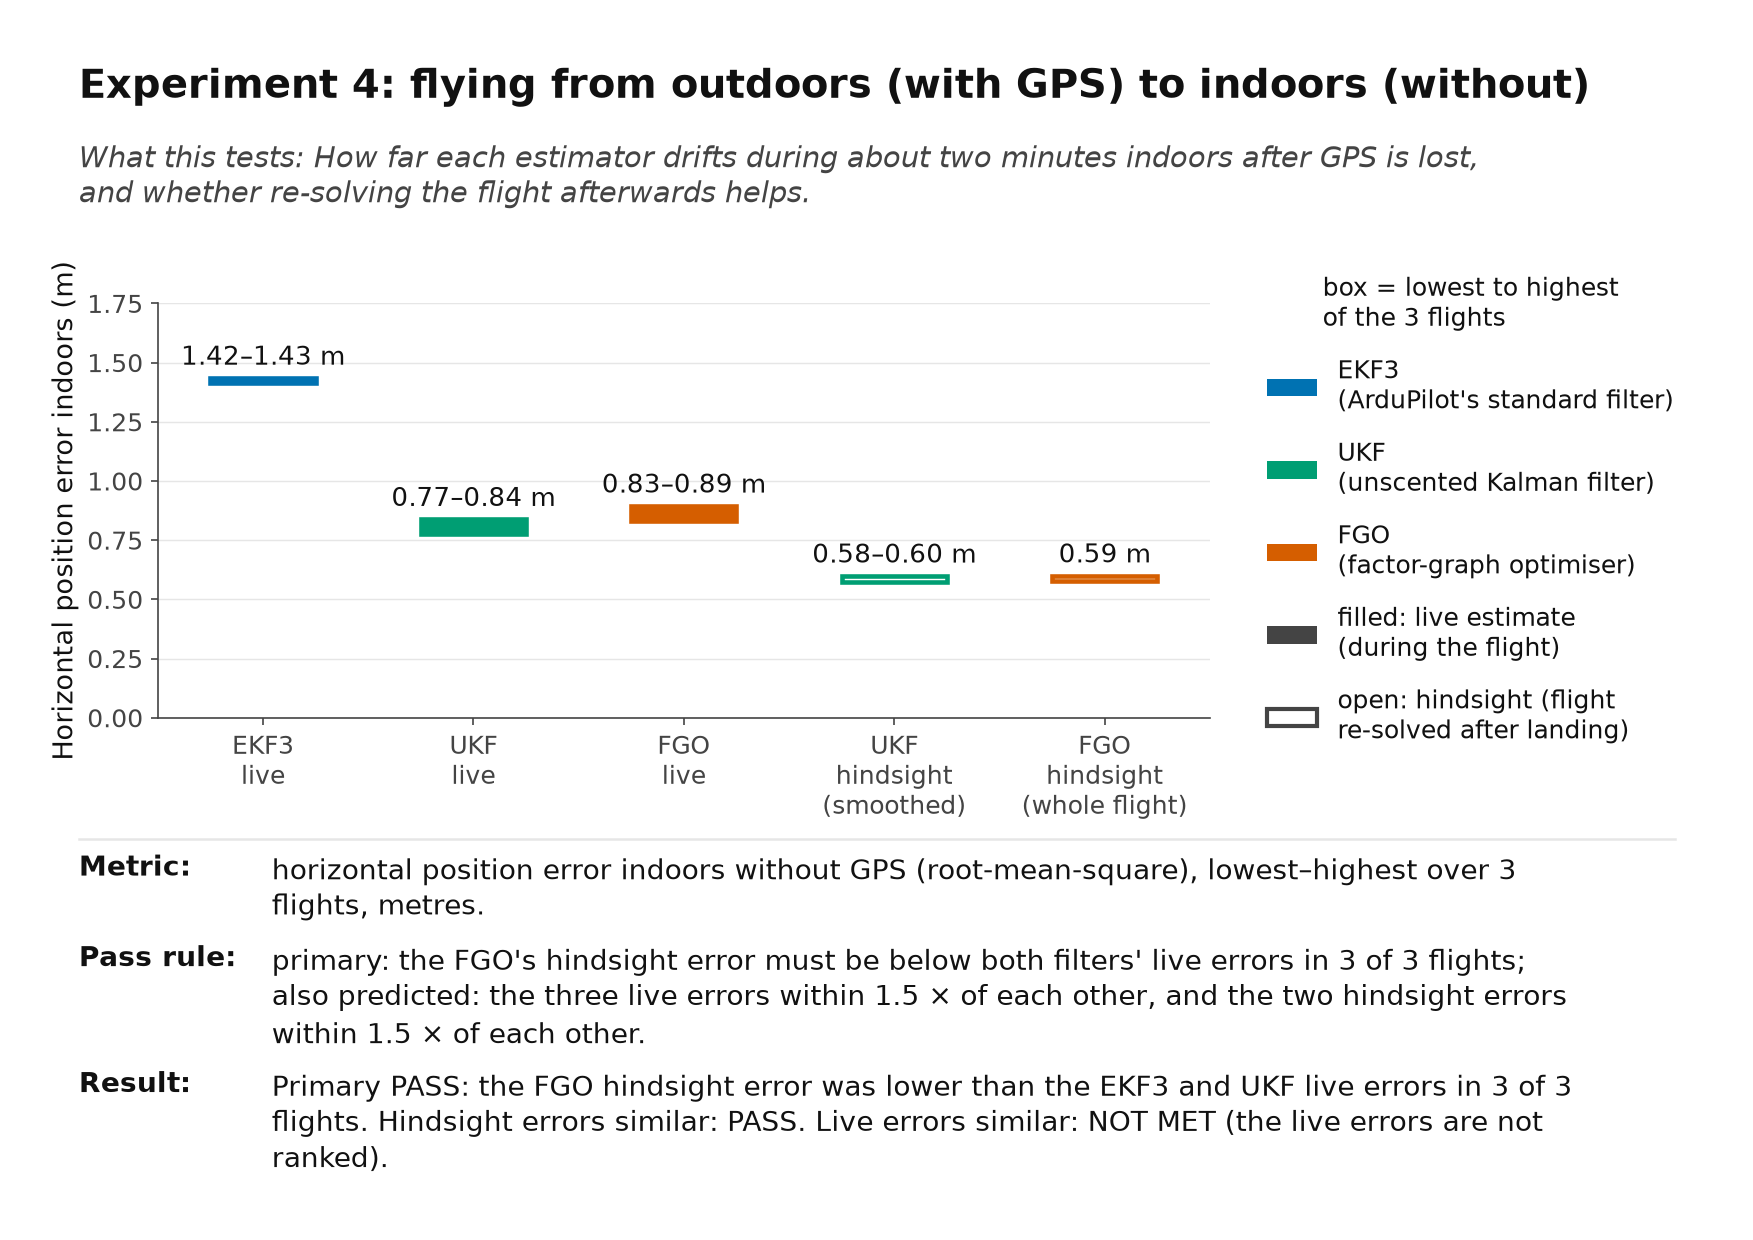 Experiment 4: flying from outdoors (with GPS) to indoors (without)
What this tests: How far each estimator drifts during about two minutes indoors after GPS is lost,
and whether re-solving the flight afterwards helps.
Horizontal position error indoors (m)
1.75
1.50
1.25
1.00
0.75
0.50
0.25
0.00
1.42–1.43 m
0.77–0.84 m
0.83–0.89 m
0.58–0.60 m
0.59 m
EKF3
live
UKF
live
FGO
live
UKF
hindsight
(smoothed)
FGO
hindsight
(whole flight)
box = lowest to highest
of the 3 flights
EKF3
(ArduPilot's standard filter)
UKF
(unscented Kalman filter)
FGO
(factor-graph optimiser)
filled: live estimate
(during the flight)
open: hindsight (flight
re-solved after landing)
Metric: horizontal position error indoors without GPS (root-mean-square), lowest–highest over 3
flights, metres.
Pass rule: primary: the FGO's hindsight error must be below both filters' live errors in 3 of 3 flights;
also predicted: the three live errors within 1.5 × of each other, and the two hindsight errors
within 1.5 × of each other.
Result: Primary PASS: the FGO hindsight error was lower than the EKF3 and UKF live errors in 3 of 3
flights. Hindsight errors similar: PASS. Live errors similar: NOT MET (the live errors are not
ranked).